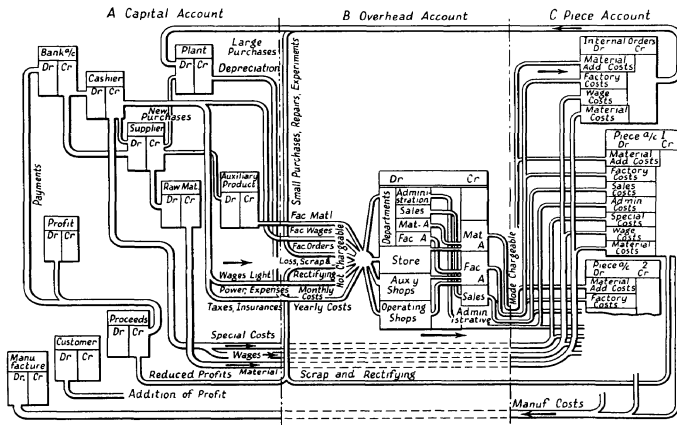 A Capital Account
B Overhead Account
C Piece Account
Bank a/c
Dr Cr
Cashier
Dr Cr
Plant
Dr Cr
Large
Purchases
Depreciation
New
Purchases
Supplier
Dr Cr
Raw Mat.
Dr Cr
Auxiliary
Produce
Dr Cr
Payments
Profit
Dr Cr
Proceeds
Dr Cr
Customer
Dr Cr
Manu
facture
Dr. Cr.
Small Purchases, Repairs, Experiments
Fac Matl
Fac Wages
Fac Orders
Loss, Scrap &
Rectifying
Wages Light
Power, Expenses
Monthly
Costs
Taxes, Insurances
Yearly Costs
Not Chargeable
Special Costs
Wages
Material
Reduced Profits
Scrap and Rectifying
Addition of Profit
Manuf Costs
Dr Cr
Departments
Admini
stration
Sales
Mat. A
Fac A
Store
Auxy
Shops
Operating
Shops
Mat
A
Fac
A
Sales
Admin
istrative
Made Chargeable
Internal Orders
Dr Cr
Material
Add Costs
Factory
Costs
Wage
Costs
Material
Costs
Piece a/c 1
Dr Cr
Material
Add Costs
Factory
Costs
Sales
Costs
Admin
Costs
Special
Costs
Wage
Costs
Material
Costs
Piece a/c 2
Dr Cr
Material
Add Costs
Factory
Costs